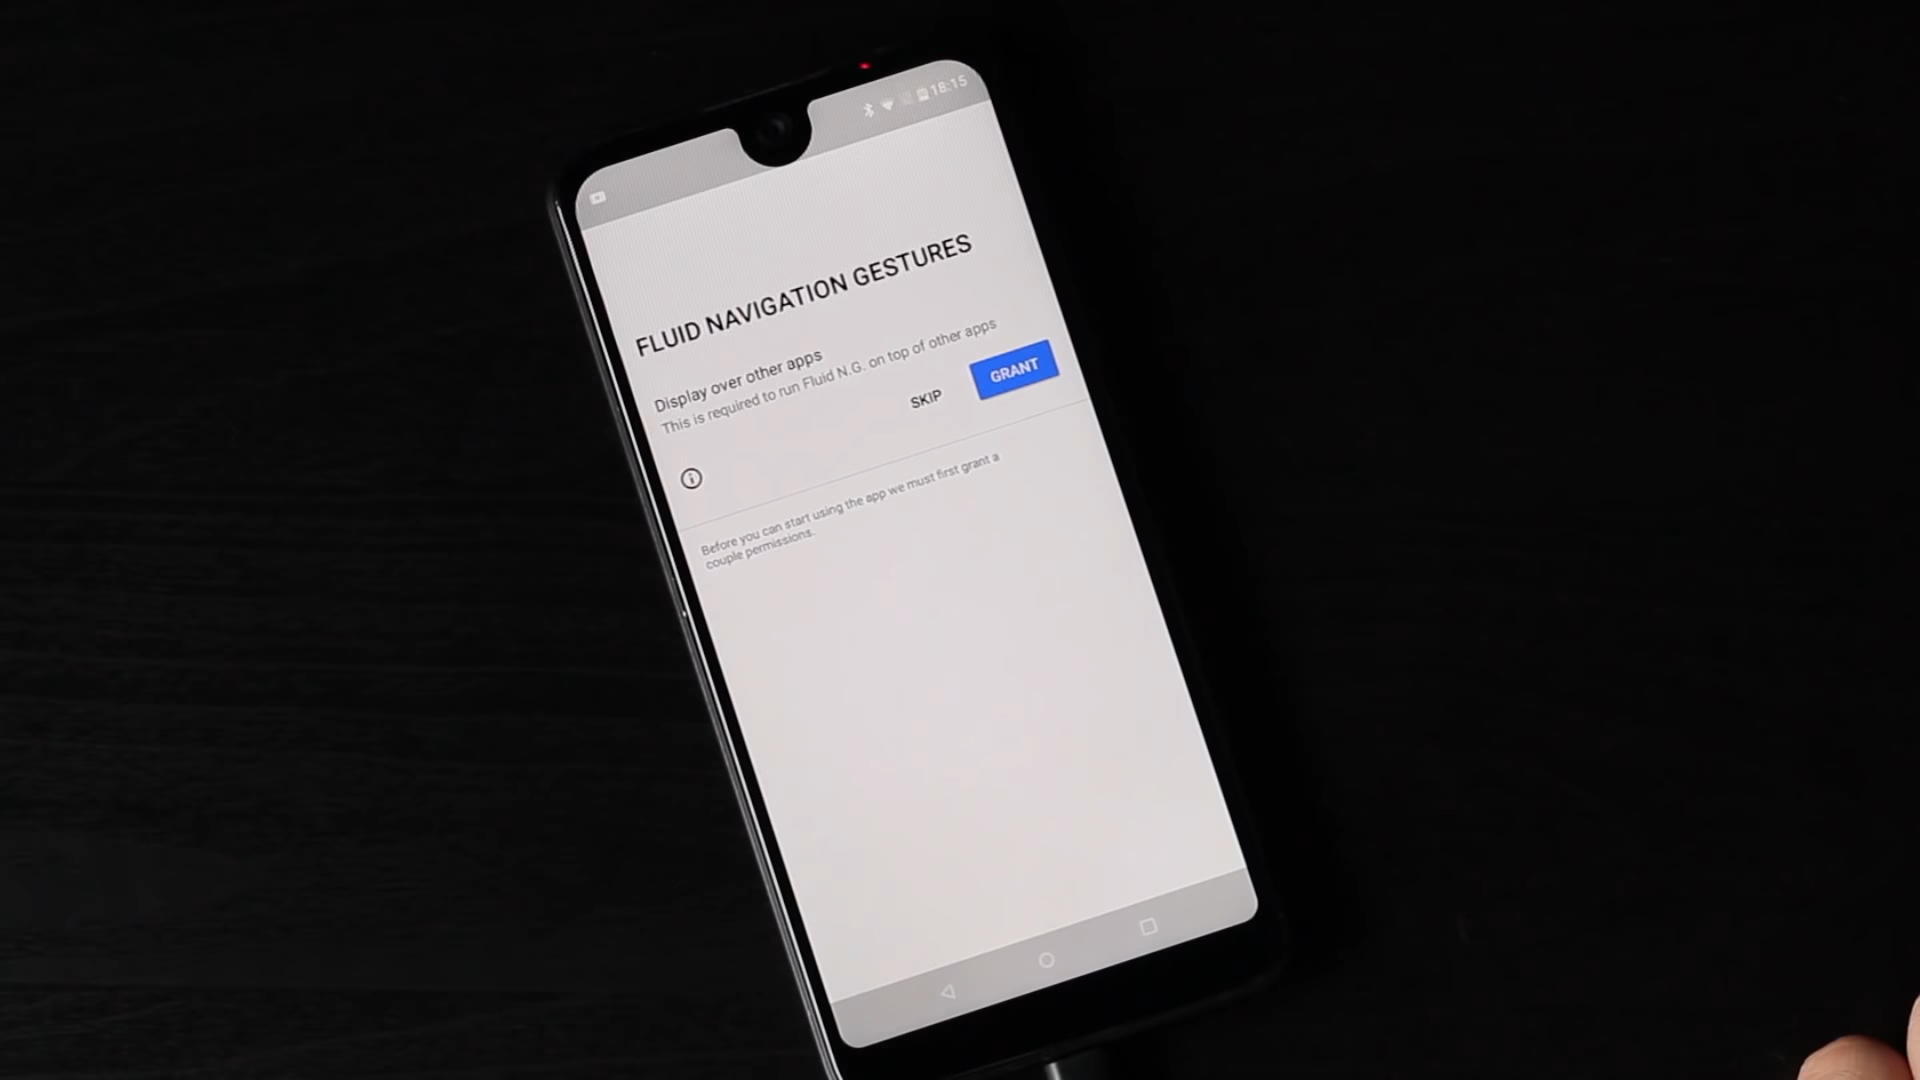 18:15
FLUID NAVIGATION GESTURES
Display over other apps
This is required to run Fluid N.G. on top of other apps
SKIP
GRANT
Before you can start using the app we must first grant a
couple permissions.